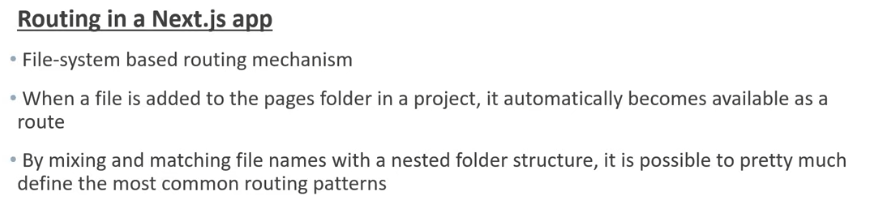 Routing in a Next.js app
• File-system based routing mechanism
• When a file is added to the pages folder in a project, it automatically becomes available as a
route
• By mixing and matching file names with a nested folder structure, it is possible to pretty much
define the most common routing patterns